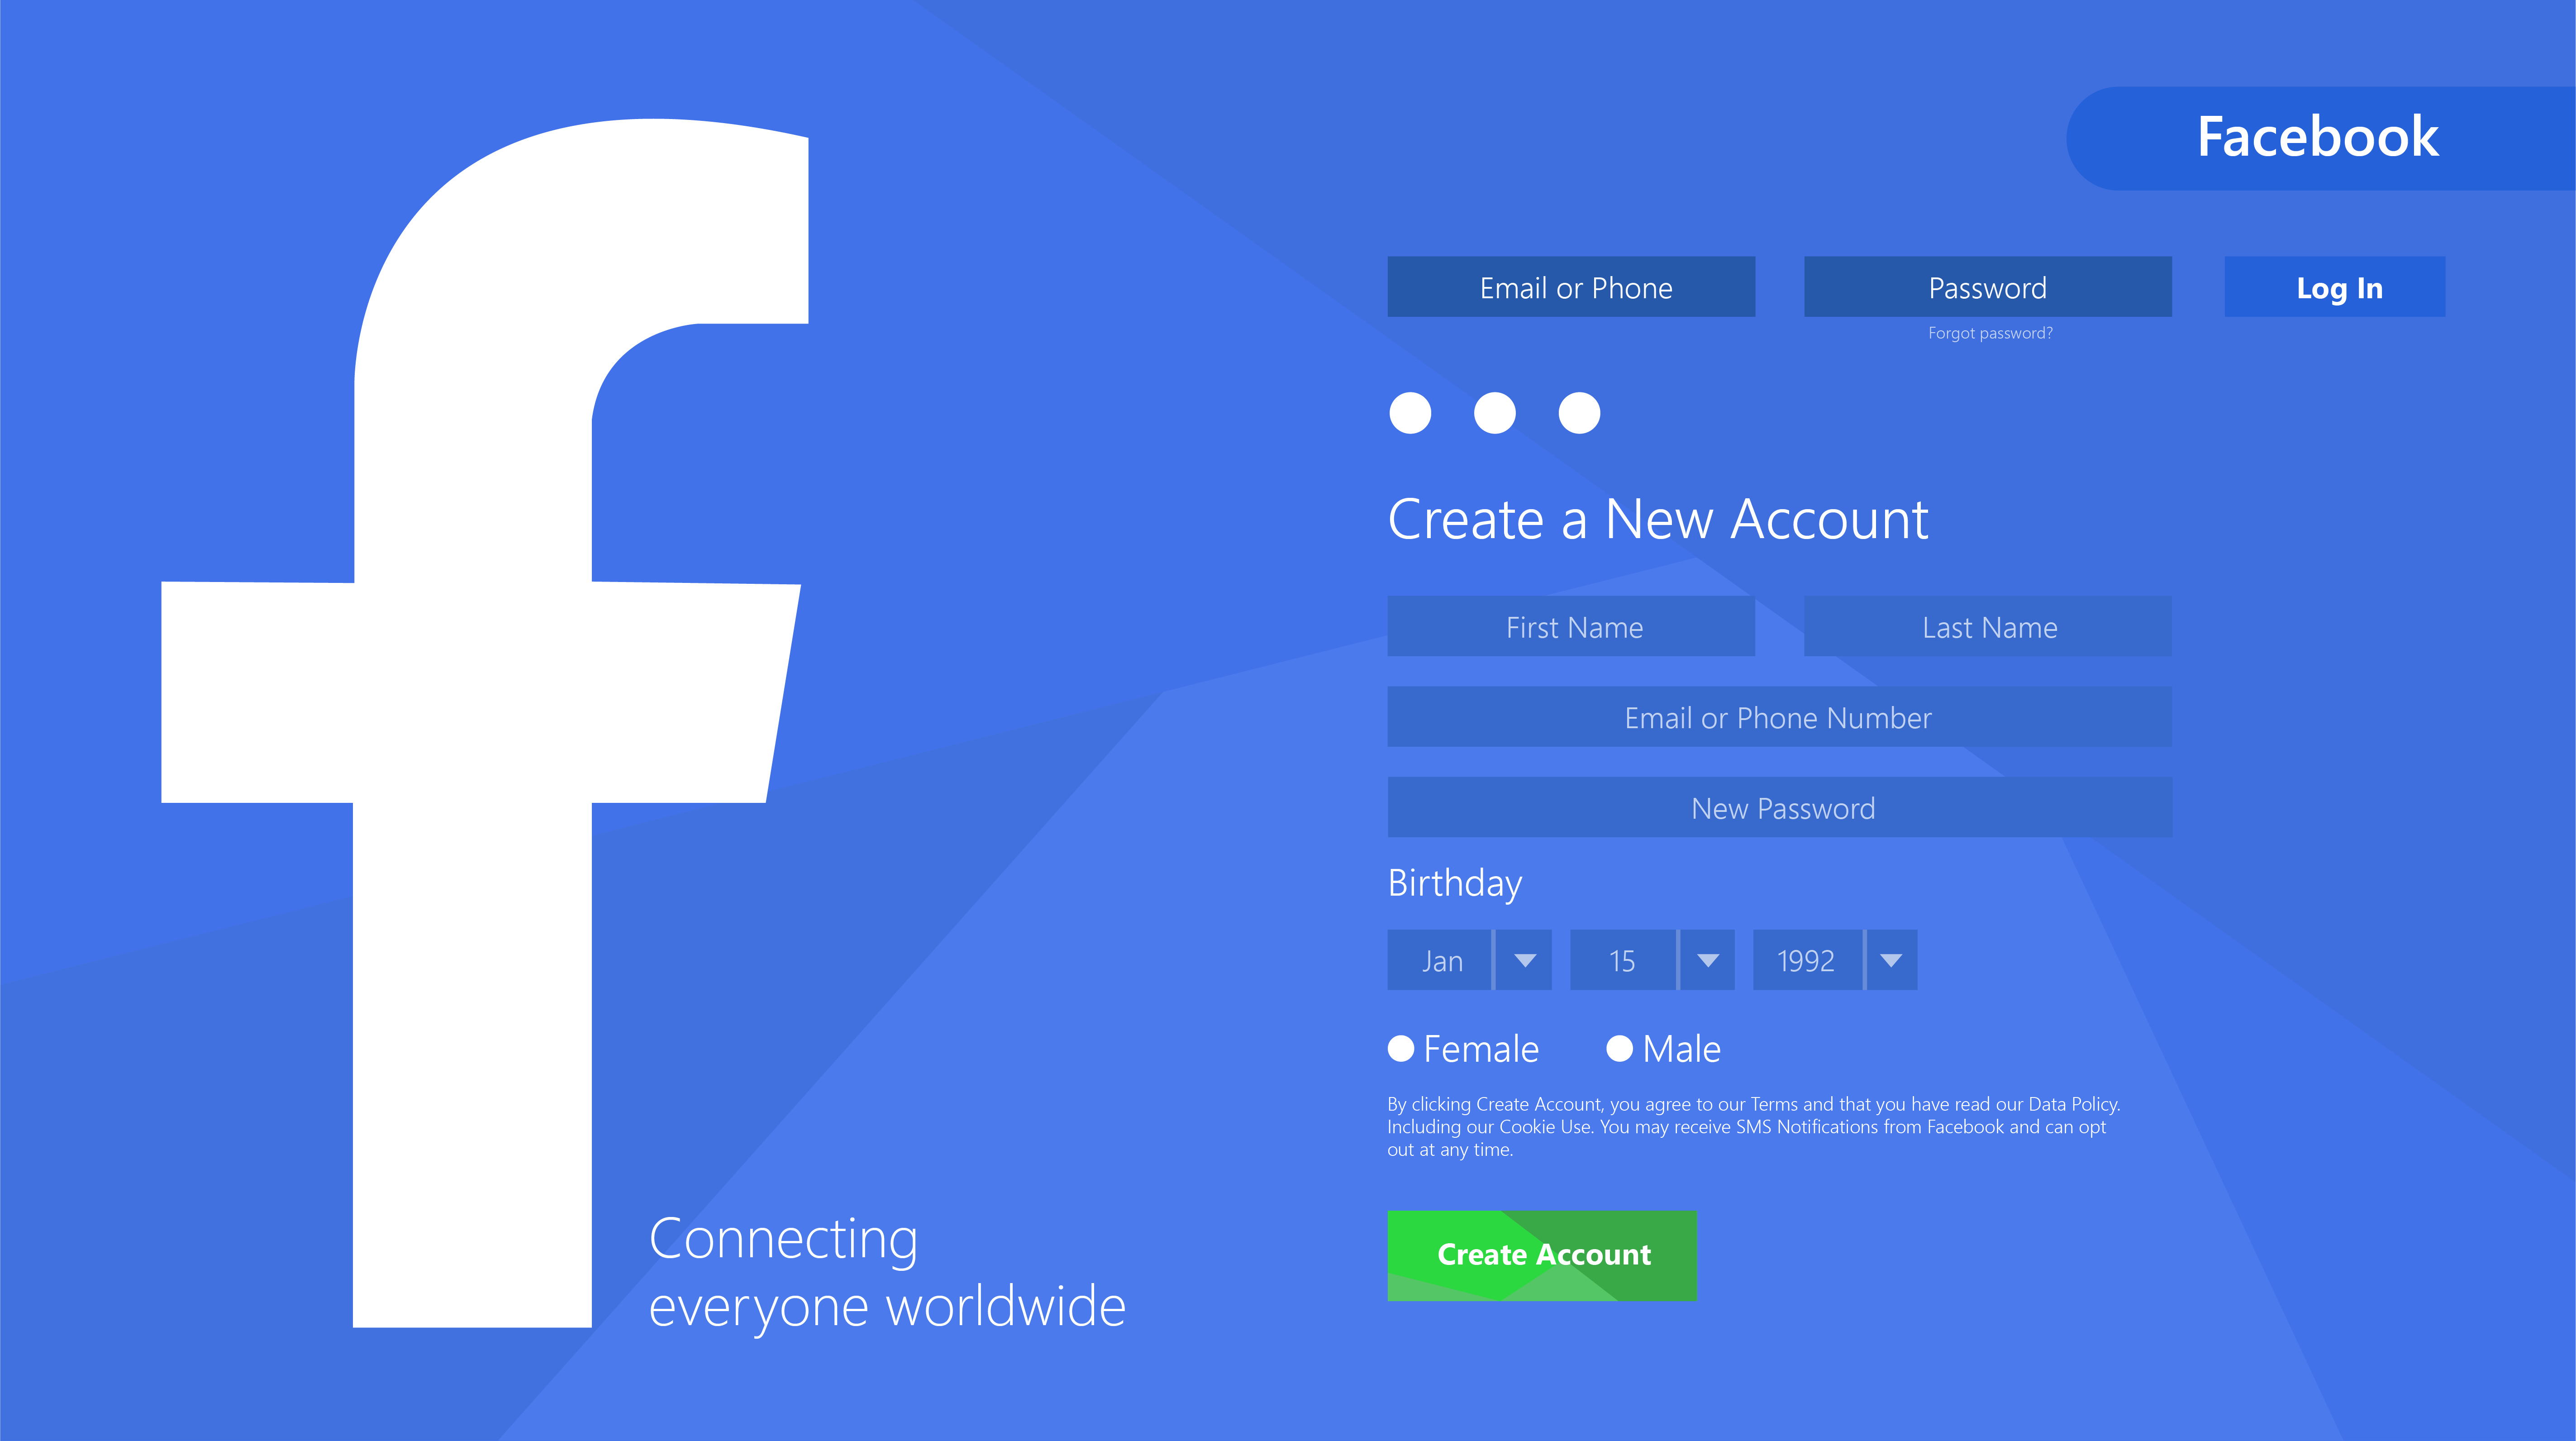 Facebook
Email or Phone
Password
Log In
Forgot password?
Create a New Account
First Name
Last Name
Email or Phone Number
New Password
Birthday
Jan
15
1992
Female
Male
By clicking Create Account, you agree to our Terms and that you have read our Data Policy.
Including our Cookie Use. You may receive SMS Notifications from Facebook and can opt
out at any time.
Create Account
Connecting
everyone worldwide